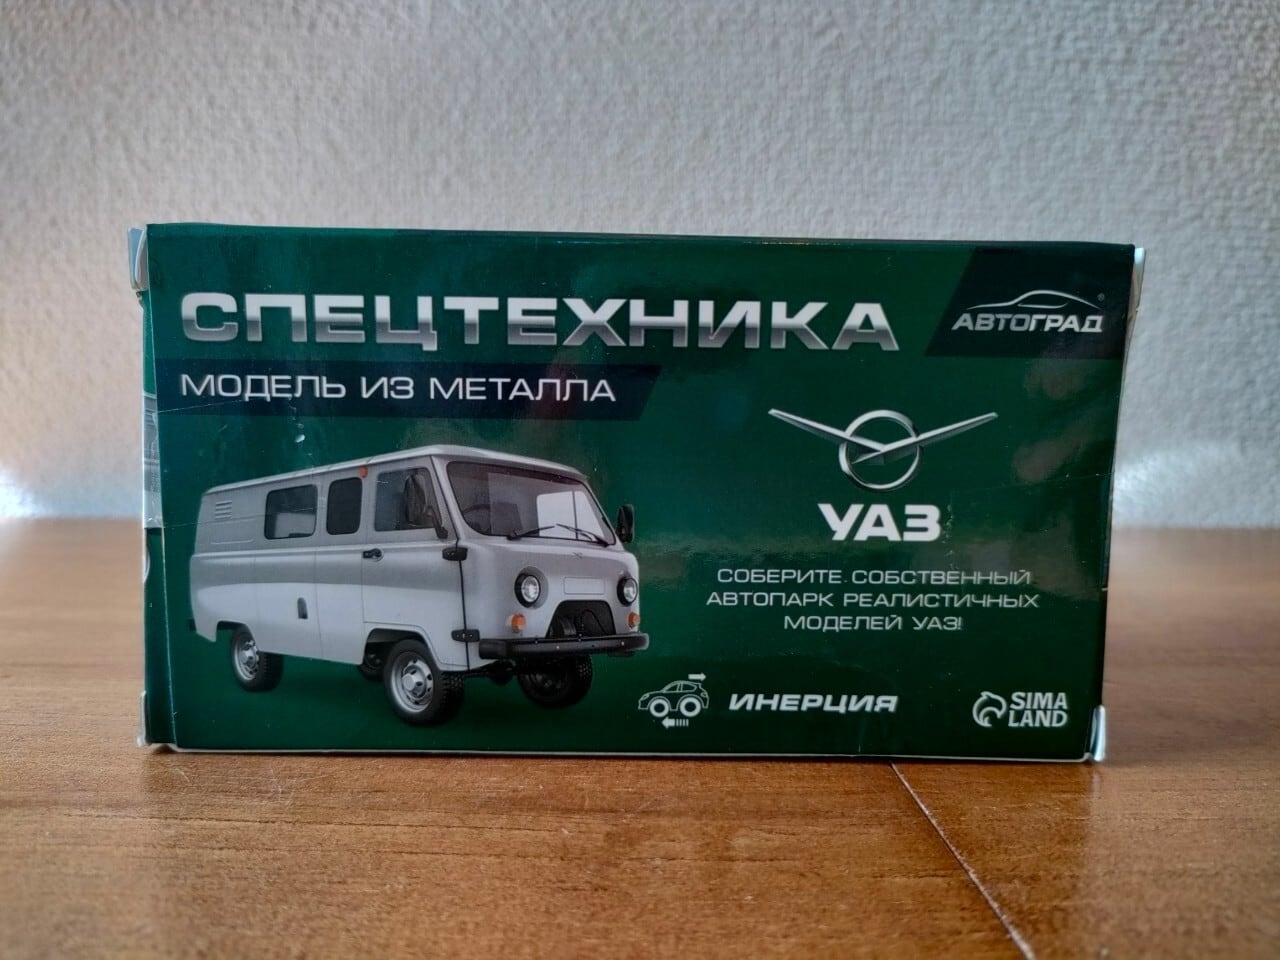 СПЕЦТЕХНИКА
АВТОГРАД®
МОДЕЛЬ ИЗ МЕТАЛЛА
УАЗ
СОБЕРИТЕ СОБСТВЕННЫЙ
АВТОПАРК РЕАЛИСТИЧНЫХ
МОДЕЛЕЙ УАЗ!
ИНЕРЦИЯ
SIMA
LAND